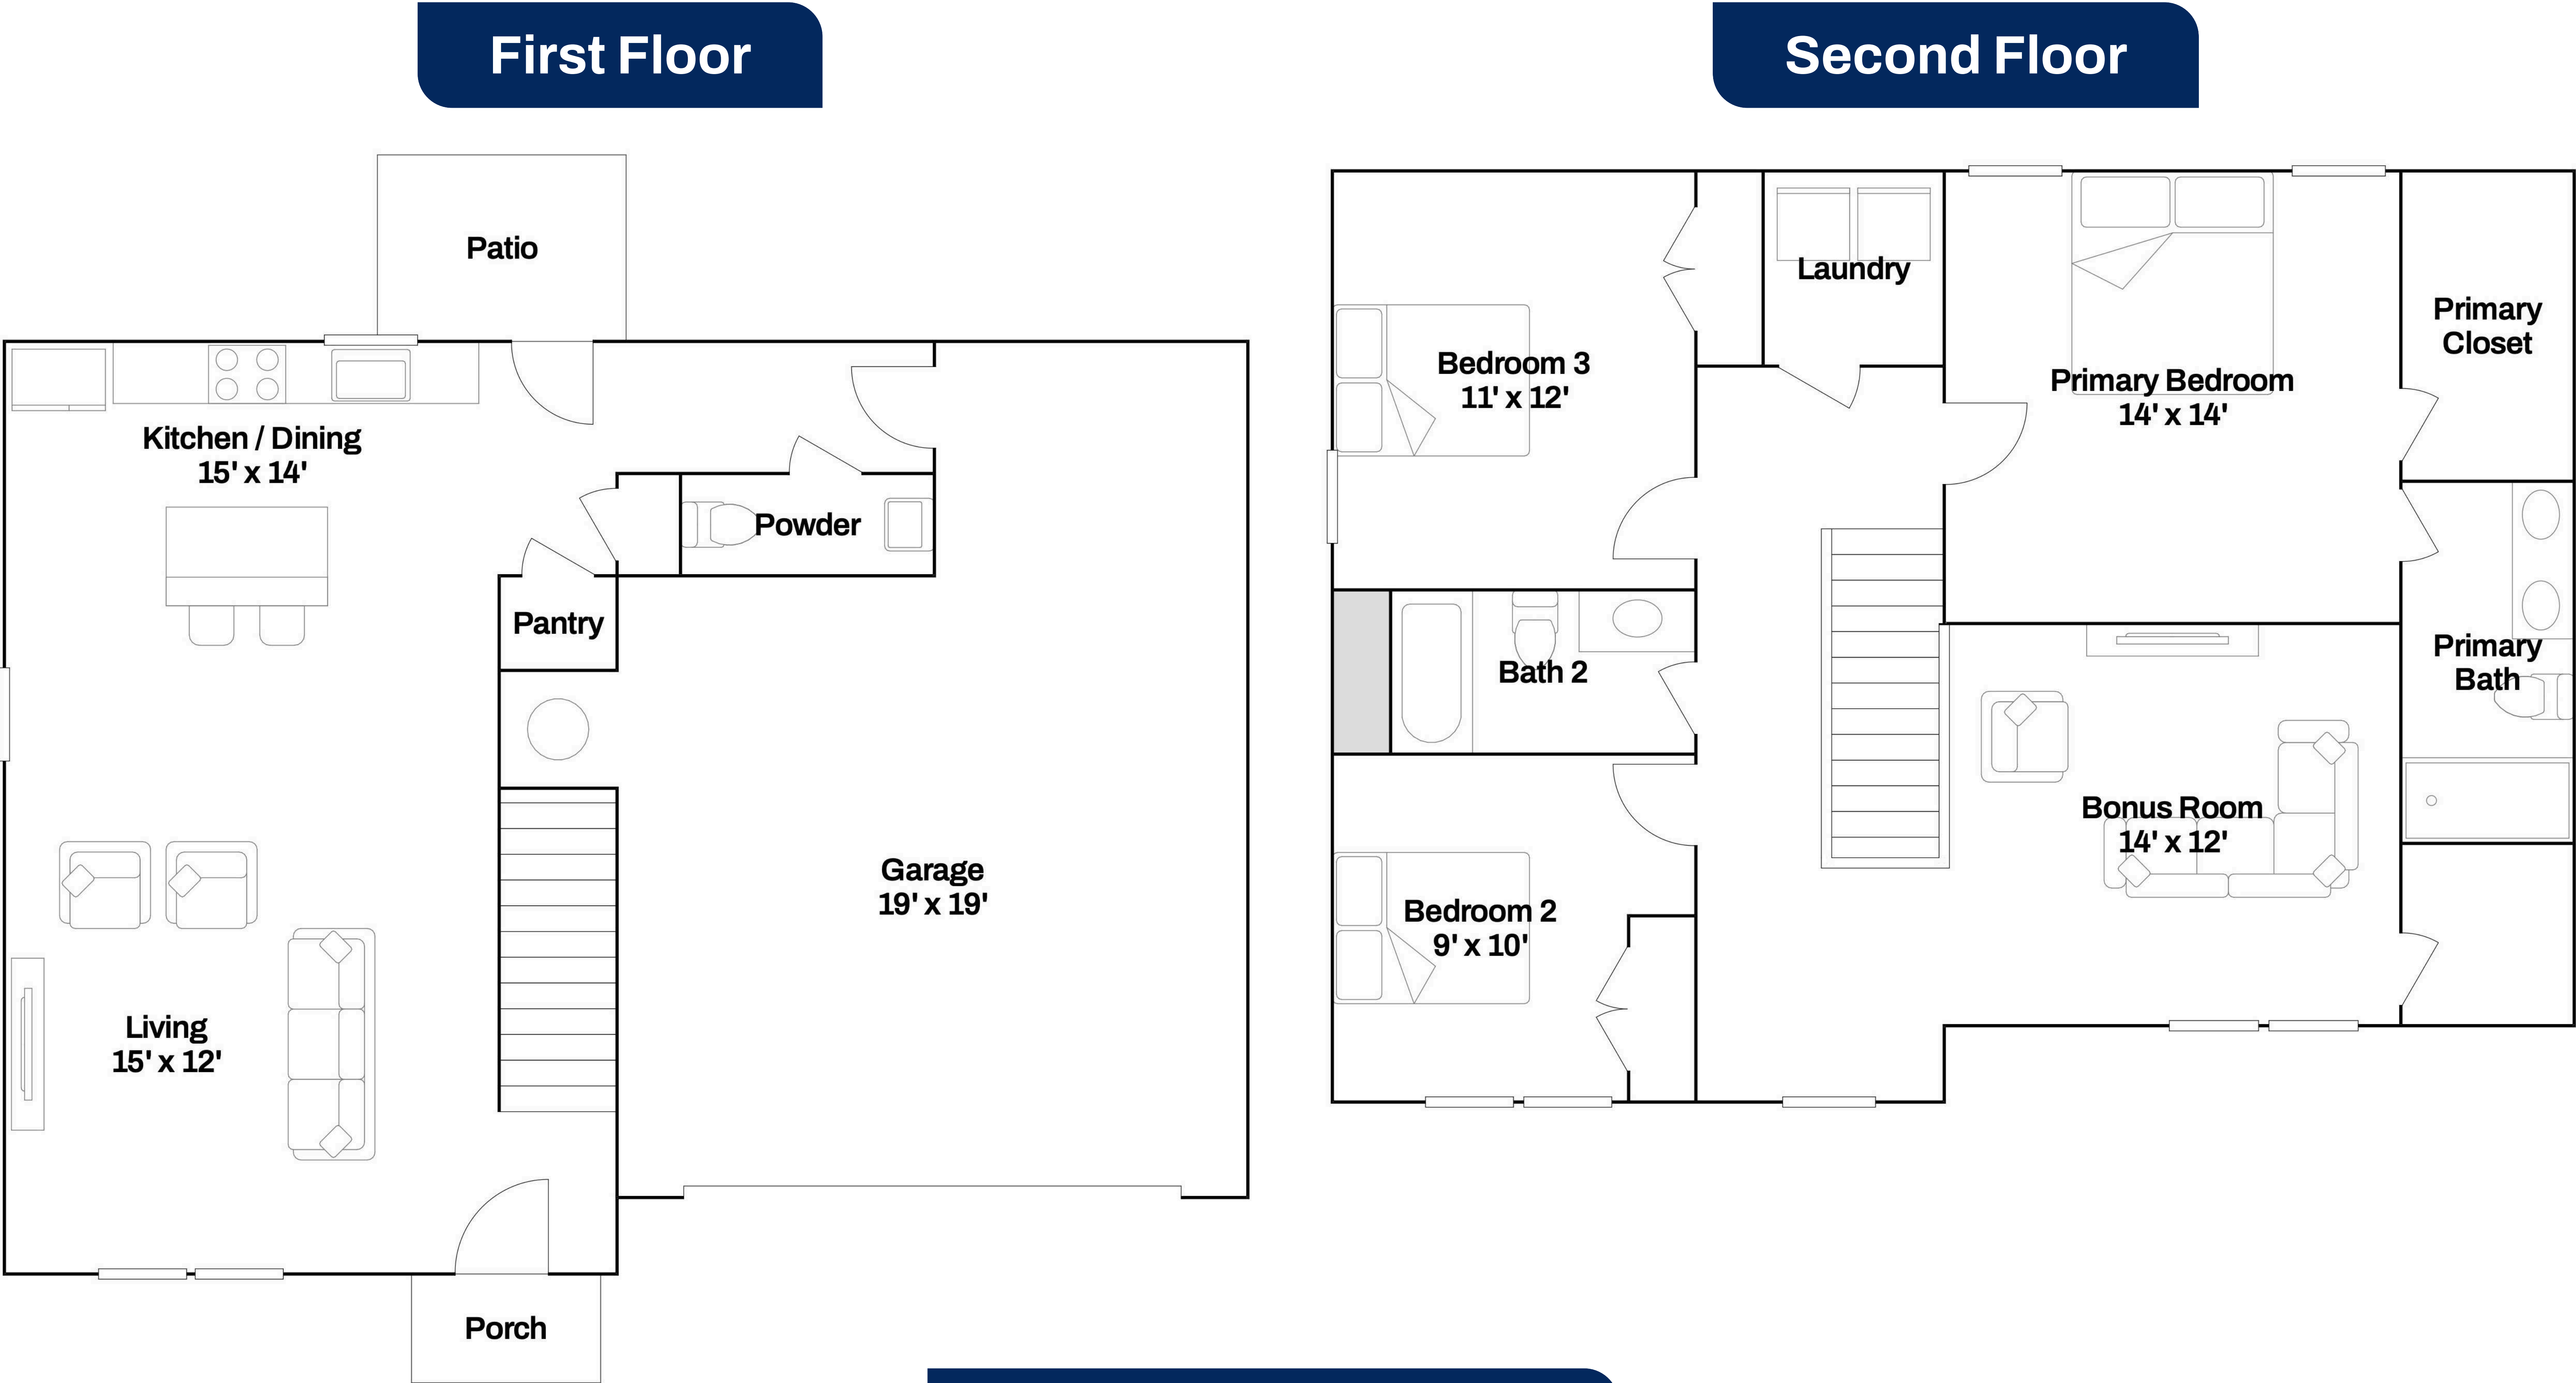 First Floor
Patio
Kitchen / Dining
15' x 14'
Powder
Pantry
Garage
19' x 19'
Living
15' x 12'
Porch
Second Floor
Laundry
Primary
Closet
Bedroom 3
11' x 12'
Primary Bedroom
14' x 14'
Bath 2
Primary
Bath
Bonus Room
14' x 12'
Bedroom 2
9' x 10'